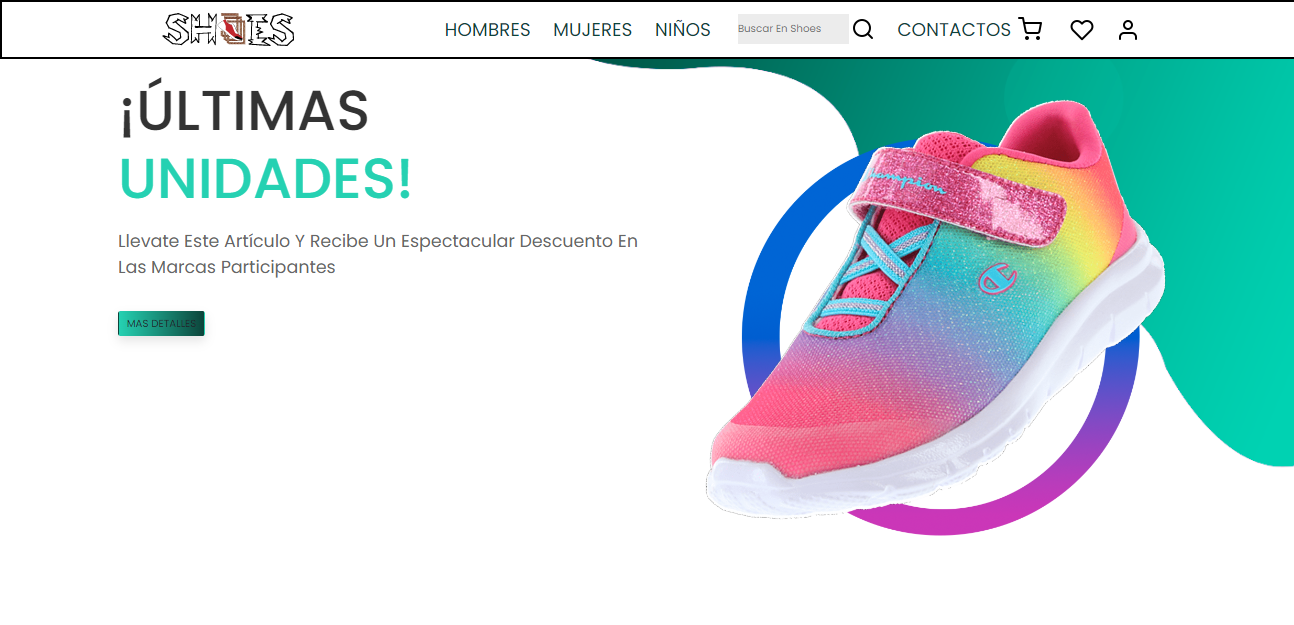 SHOES
HOMBRES MUJERES NIÑOS Buscar En Shoes CONTACTOS
¡ÚLTIMAS
UNIDADES!
Llevate Este Artículo Y Recibe Un Espectacular Descuento En
Las Marcas Participantes
MAS DETALLES
Champion